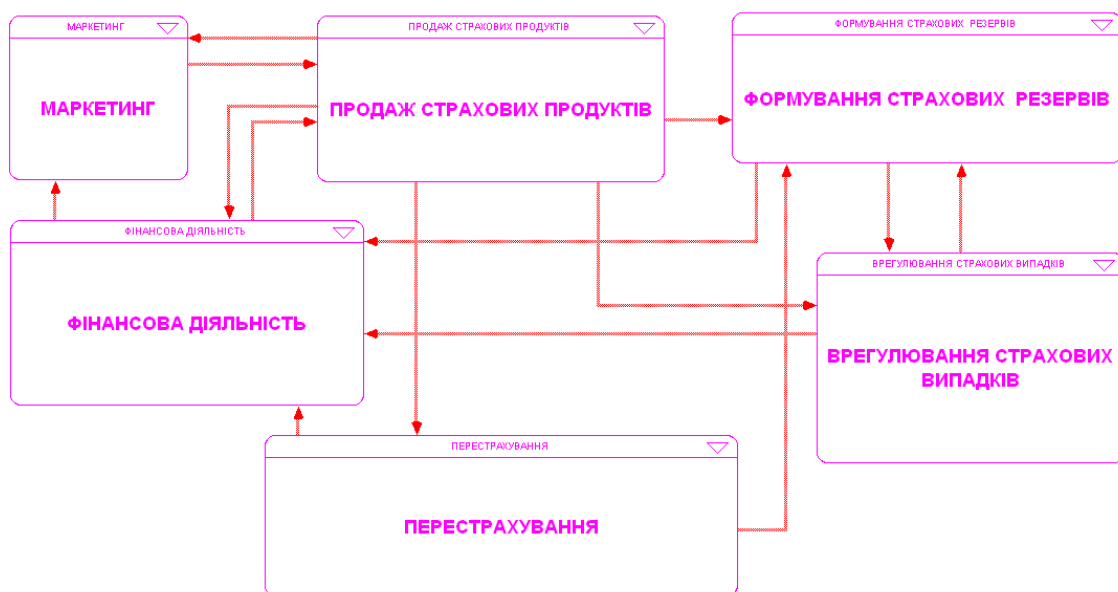 МАРКЕТИНГ
МАРКЕТИНГ
ПРОДАЖ СТРАХОВИХ ПРОДУКТІВ
ПРОДАЖ СТРАХОВИХ ПРОДУКТІВ
ФОРМУВАННЯ СТРАХОВИХ РЕЗЕРВІВ
ФОРМУВАННЯ СТРАХОВИХ РЕЗЕРВІВ
ФІНАНСОВА ДІЯЛЬНІСТЬ
ФІНАНСОВА ДІЯЛЬНІСТЬ
ВРЕГУЛЮВАННЯ СТРАХОВИХ ВИПАДКІВ
ВРЕГУЛЮВАННЯ СТРАХОВИХ
ВИПАДКІВ
ПЕРЕСТРАХУВАННЯ
ПЕРЕСТРАХУВАННЯ